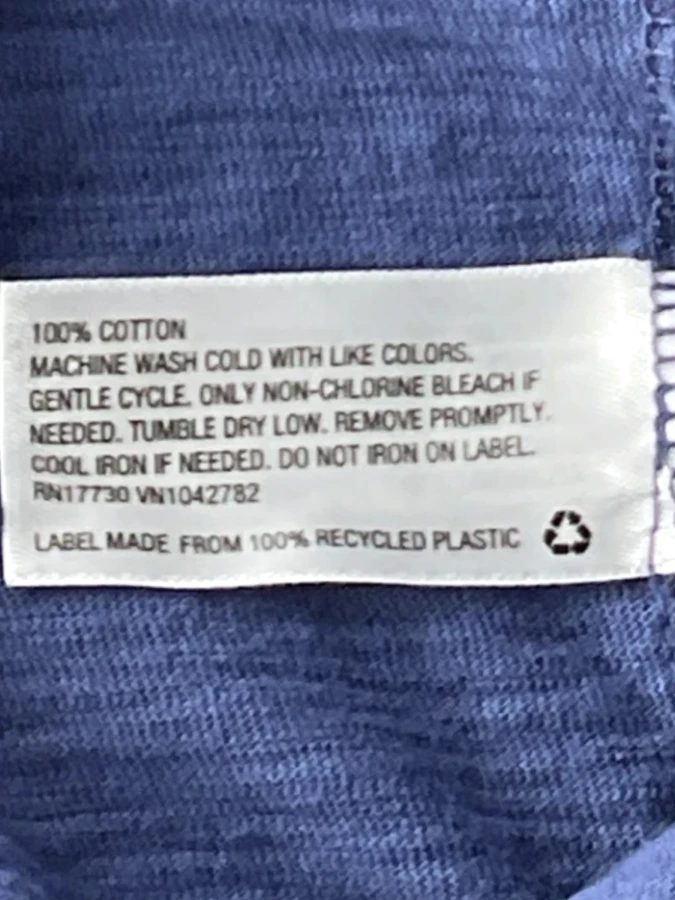 100% COTTON
MACHINE WASH COLD WITH LIKE COLORS.
GENTLE CYCLE. ONLY NON-CHLORINE BLEACH IF
NEEDED. TUMBLE DRY LOW. REMOVE PROMPTLY.
COOL IRON IF NEEDED. DO NOT IRON ON LABEL.
RN17730 VN1042782
LABEL MADE FROM 100% RECYCLED PLASTIC